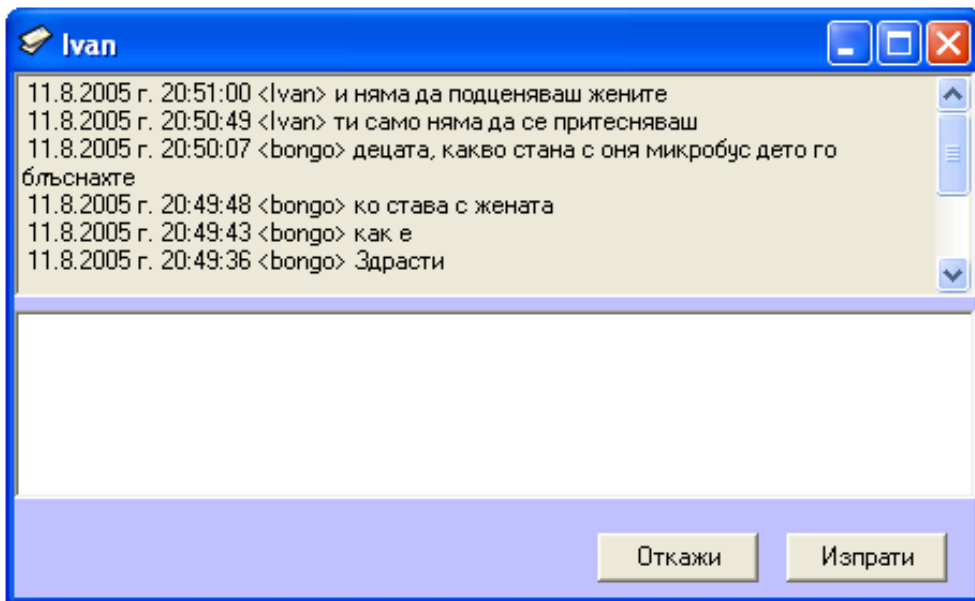 Ivan
11.8.2005 г. 20:51:00 <Ivan> и няма да подценяваш жените
11.8.2005 г. 20:50:49 <Ivan> ти само няма да се притесняваш
11.8.2005 г. 20:50:07 <bongo> децата, какво стана с оня микробус дето го
блъснахте
11.8.2005 г. 20:49:48 <bongo> ко става с жената
11.8.2005 г. 20:49:43 <bongo> как е
11.8.2005 г. 20:49:36 <bongo> Здрасти
Откажи Изпрати